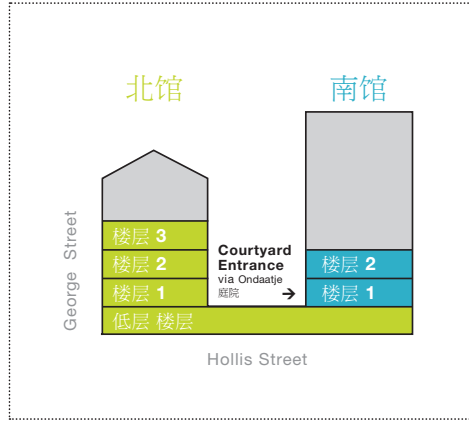 北馆
南馆
楼层 3
楼层 2
楼层 1
低层 楼层
Courtyard
Entrance
via Ondaatje
庭院 →
楼层 2
楼层 1
George Street
Hollis Street